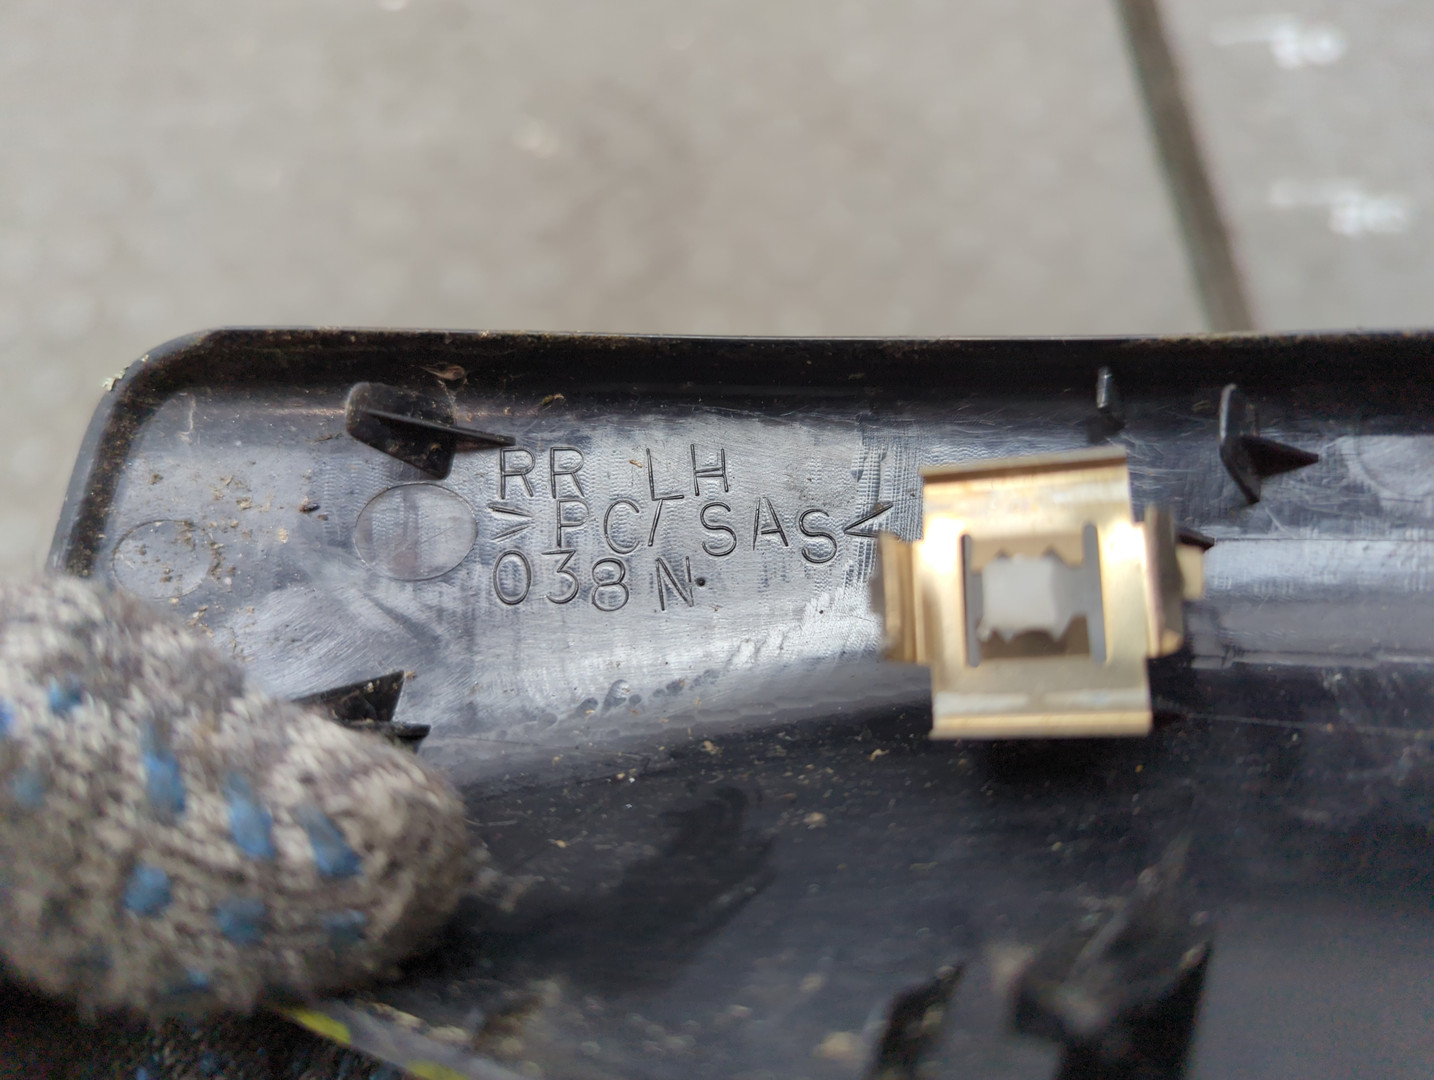 RR LH
>PC/SAS<
038 N